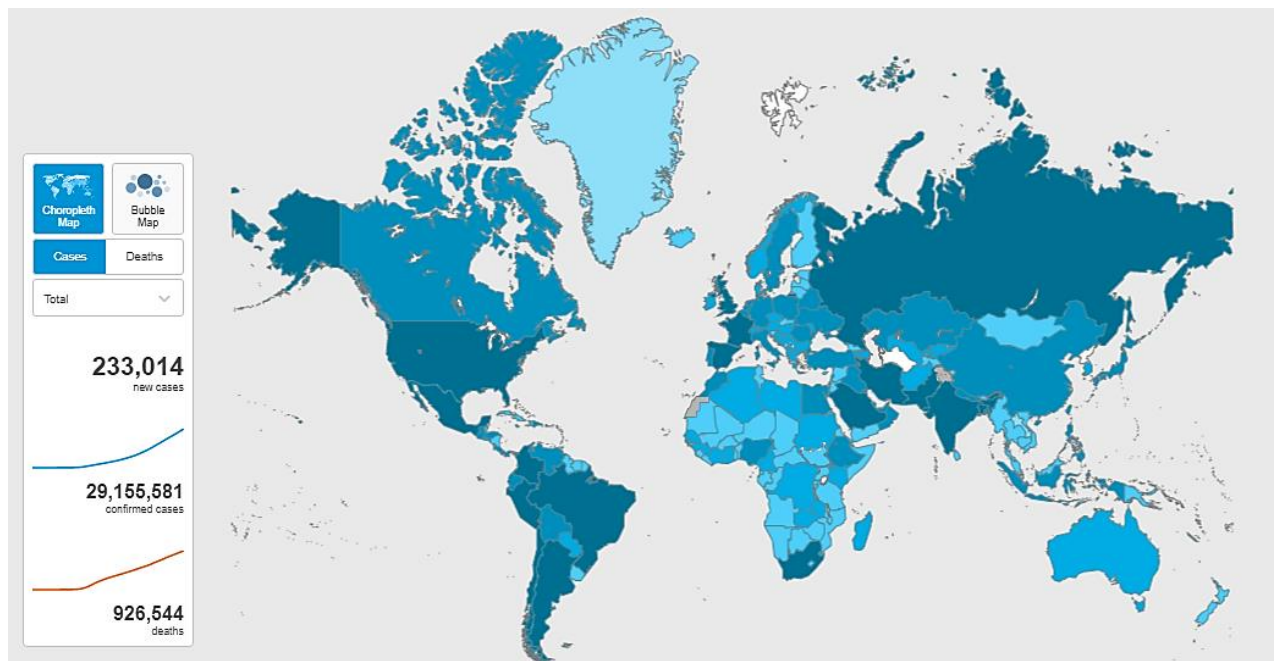 Choropleth
Map
Bubble
Map
Cases
Deaths
Total
233,014
new cases
29,155,581
confirmed cases
926,544
deaths